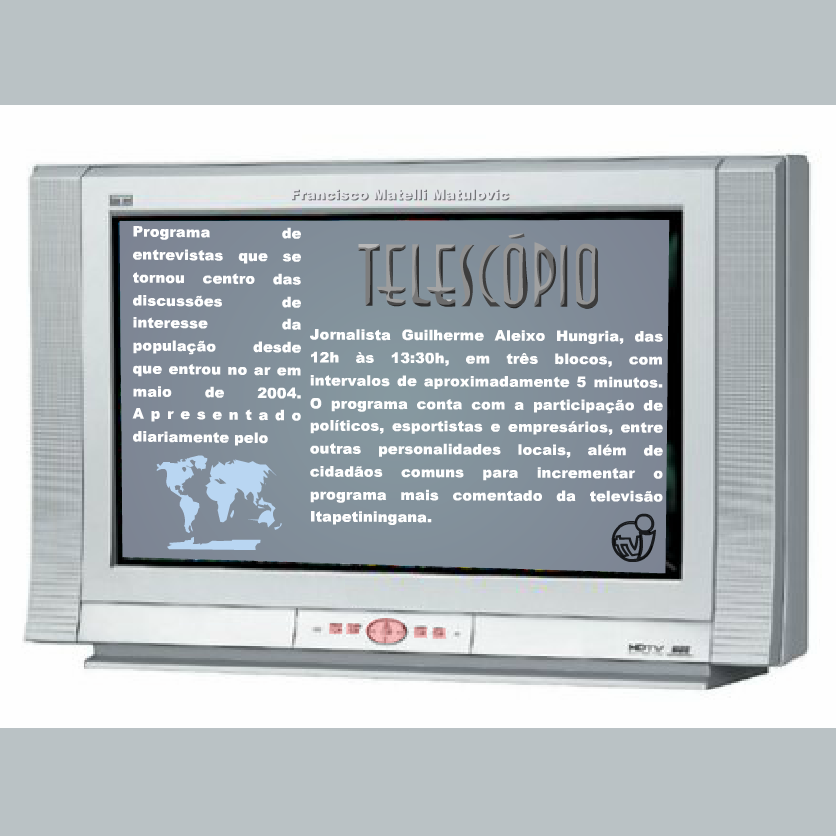 Francisco Matelli Matulovic
Programa de
entrevistas que se
tornou centro das
discussões de
interesse da
população desde
que entrou no ar em
maio de 2004.
Apresentado
diariamente pelo
TELESCÓPIO
Jornalista Guilherme Aleixo Hungria, das
12h às 13:30h, em três blocos, com
intervalos de aproximadamente 5 minutos.
O programa conta com a participação de
políticos, esportistas e empresários, entre
outras personalidades locais, além de
cidadãos comuns para incrementar o
programa mais comentado da televisão
Itapetiningana.
tvi
HDTV